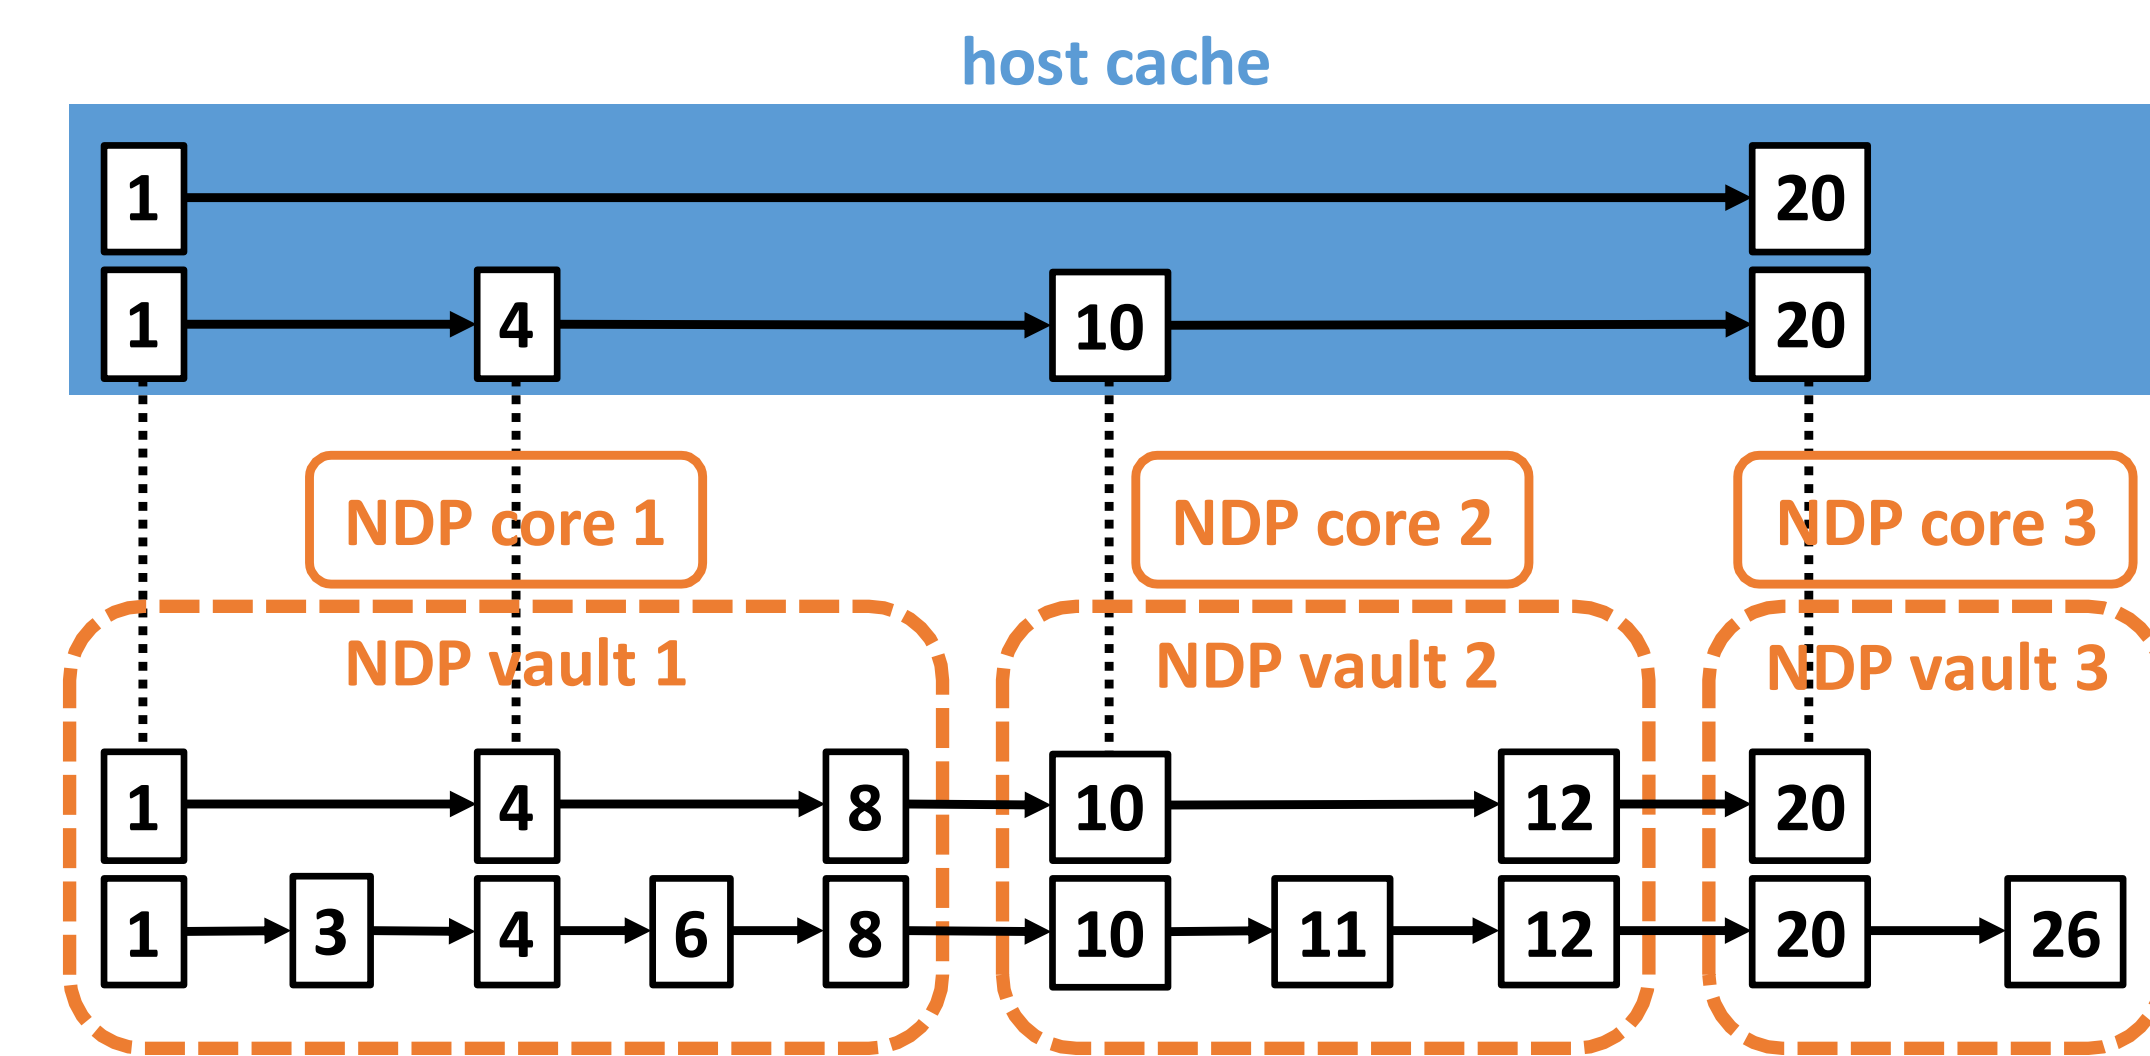 host cache
1 20
1 4 10 20
NDP core 1 NDP core 2 NDP core 3
NDP vault 1 NDP vault 2 NDP vault 3
1 4 8 10 12 20
1 3 4 6 8 10 11 12 20 26